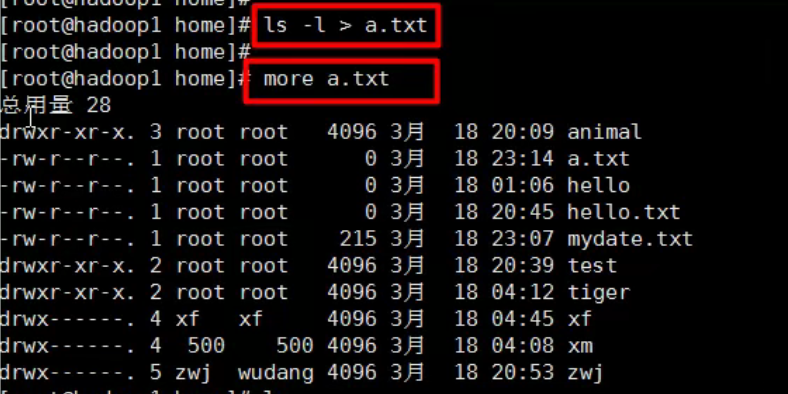 [root@hadoop1 home]#
[root@hadoop1 home]# ls -l > a.txt
[root@hadoop1 home]#
[root@hadoop1 home]# more a.txt
总用量 28
drwxr-xr-x. 3 root root   4096 3月  18 20:09 animal
-rw-r--r--. 1 root root      0 3月  18 23:14 a.txt
-rw-r--r--. 1 root root      0 3月  18 01:06 hello
-rw-r--r--. 1 root root      0 3月  18 20:45 hello.txt
-rw-r--r--. 1 root root    215 3月  18 23:07 mydate.txt
drwxr-xr-x. 2 root root   4096 3月  18 20:39 test
drwxr-xr-x. 2 root root   4096 3月  18 04:12 tiger
drwx------. 4 xf   xf     4096 3月  18 04:45 xf
drwx------. 4  500    500 4096 3月  18 04:08 xm
drwx------. 5 zwj  wudang 4096 3月  18 20:53 zwj